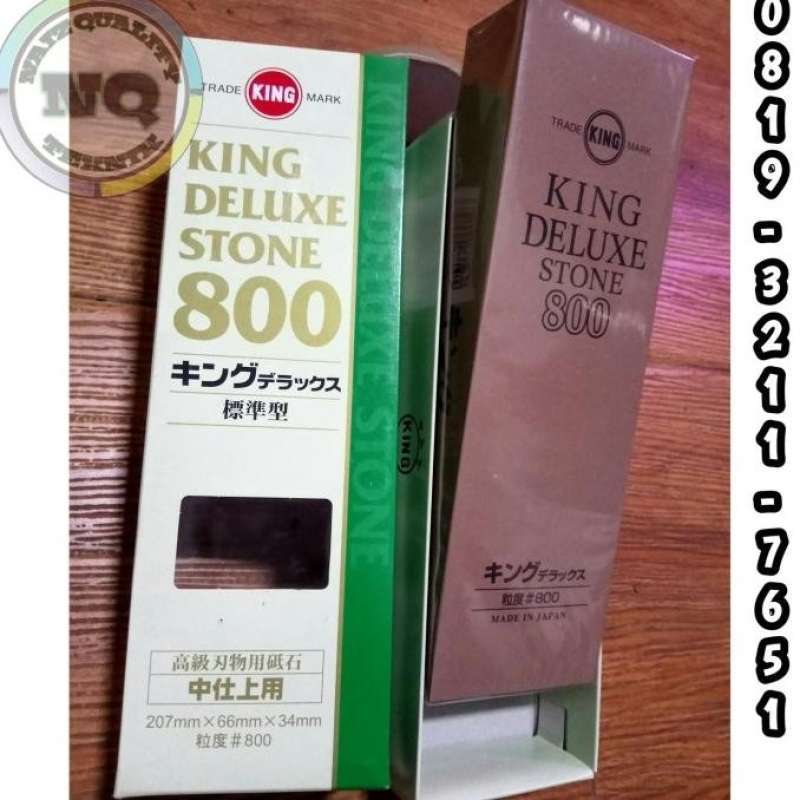 NAIZ QUALITY
NQ
TRADE KING MARK
KING
DELUXE
STONE
800
キングデラックス
標準型
高級刃物用砥石
中仕上用
207mm×66mm×34mm
粒度#800
KING DELUXE STONE
KING
TRADE KING MARK
KING
DELUXE
STONE
800
キングデラックス
粒度#800
MADE IN JAPAN
0819-3211-7651